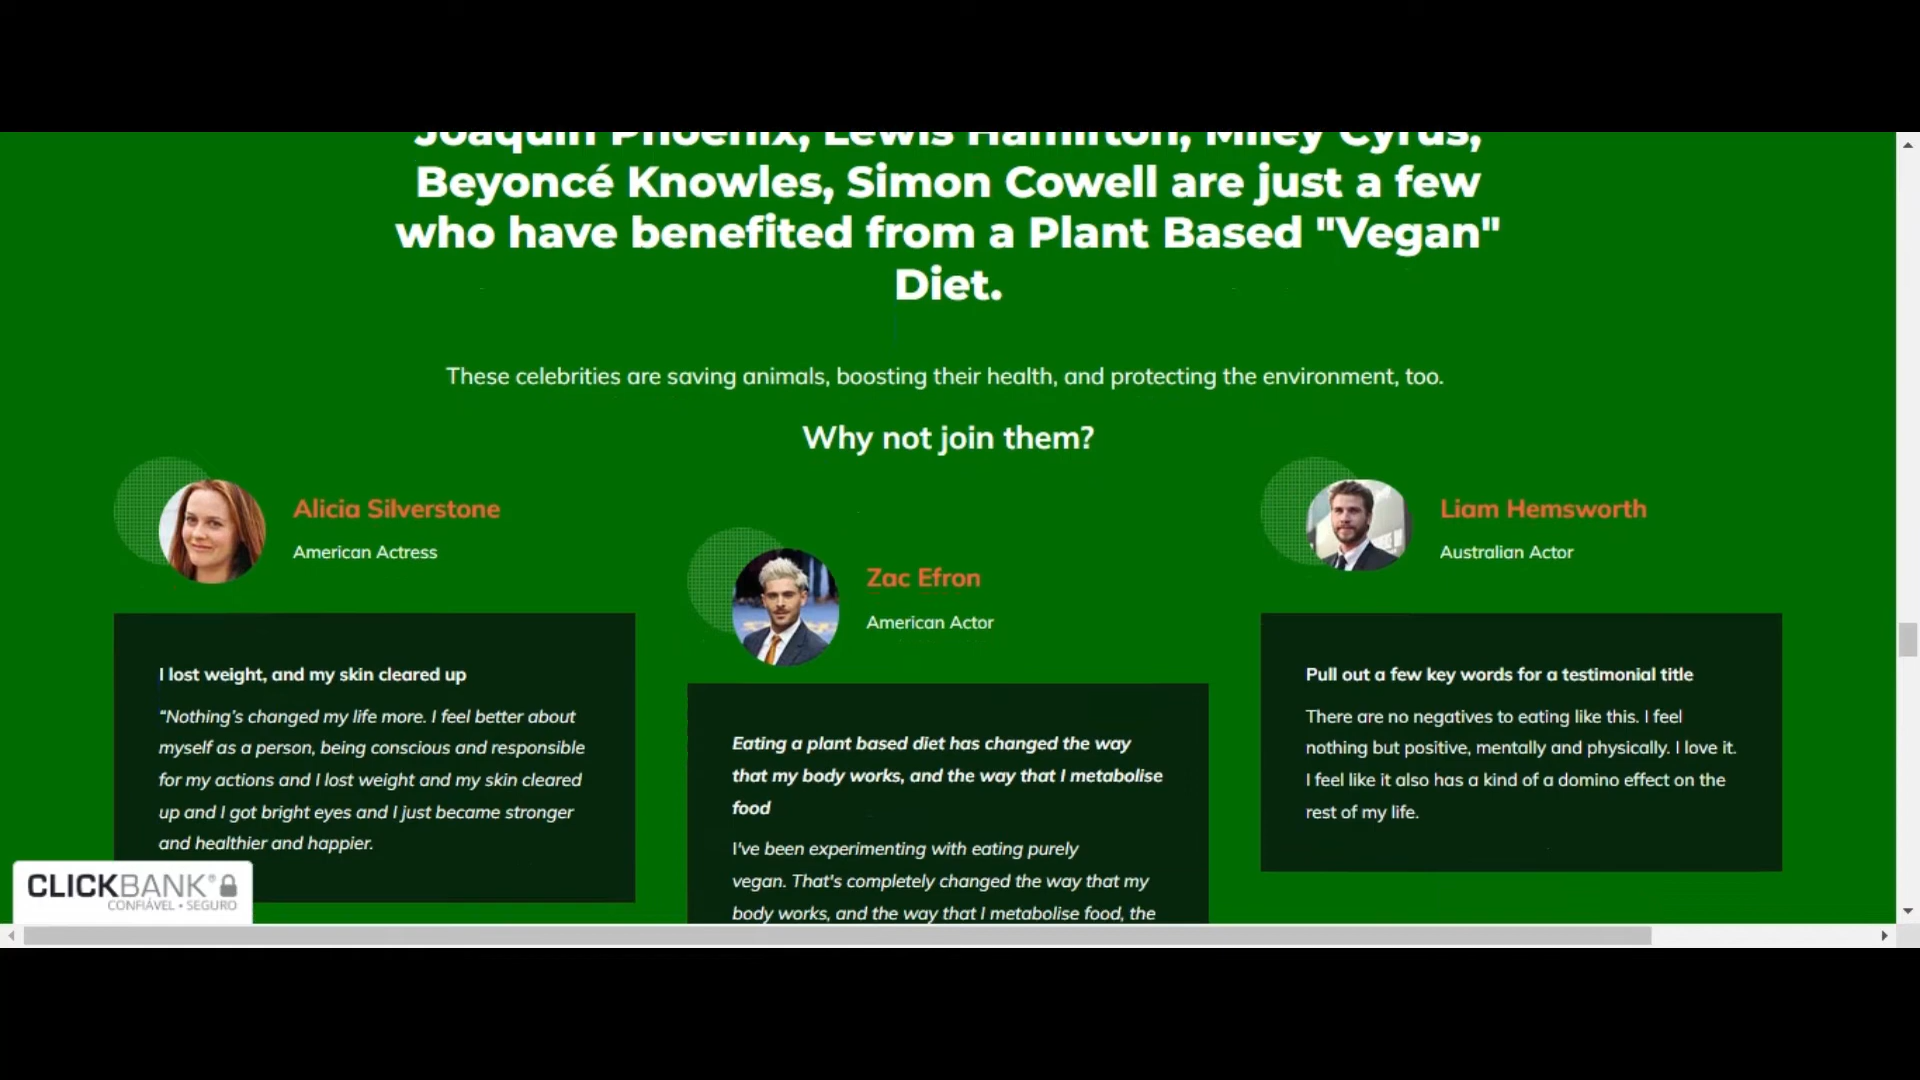 Joaquin Phoenix, Lewis Hamilton, Miley Cyrus,
Beyoncé Knowles, Simon Cowell are just a few
who have benefited from a Plant Based "Vegan"
Diet.
These celebrities are saving animals, boosting their health, and protecting the environment, too.
Why not join them?
Alicia Silverstone
American Actress
I lost weight, and my skin cleared up
“Nothing’s changed my life more. I feel better about
myself as a person, being conscious and responsible
for my actions and I lost weight and my skin cleared
up and I got bright eyes and I just became stronger
and healthier and happier.
Zac Efron
American Actor
Eating a plant based diet has changed the way
that my body works, and the way that I metabolise
food
I've been experimenting with eating purely
vegan. That's completely changed the way that my
body works, and the way that I metabolise food, the
Liam Hemsworth
Australian Actor
Pull out a few key words for a testimonial title
There are no negatives to eating like this. I feel
nothing but positive, mentally and physically. I love it.
I feel like it also has a kind of a domino effect on the
rest of my life.
CLICKBANK®
CONFIÁVEL • SEGURO